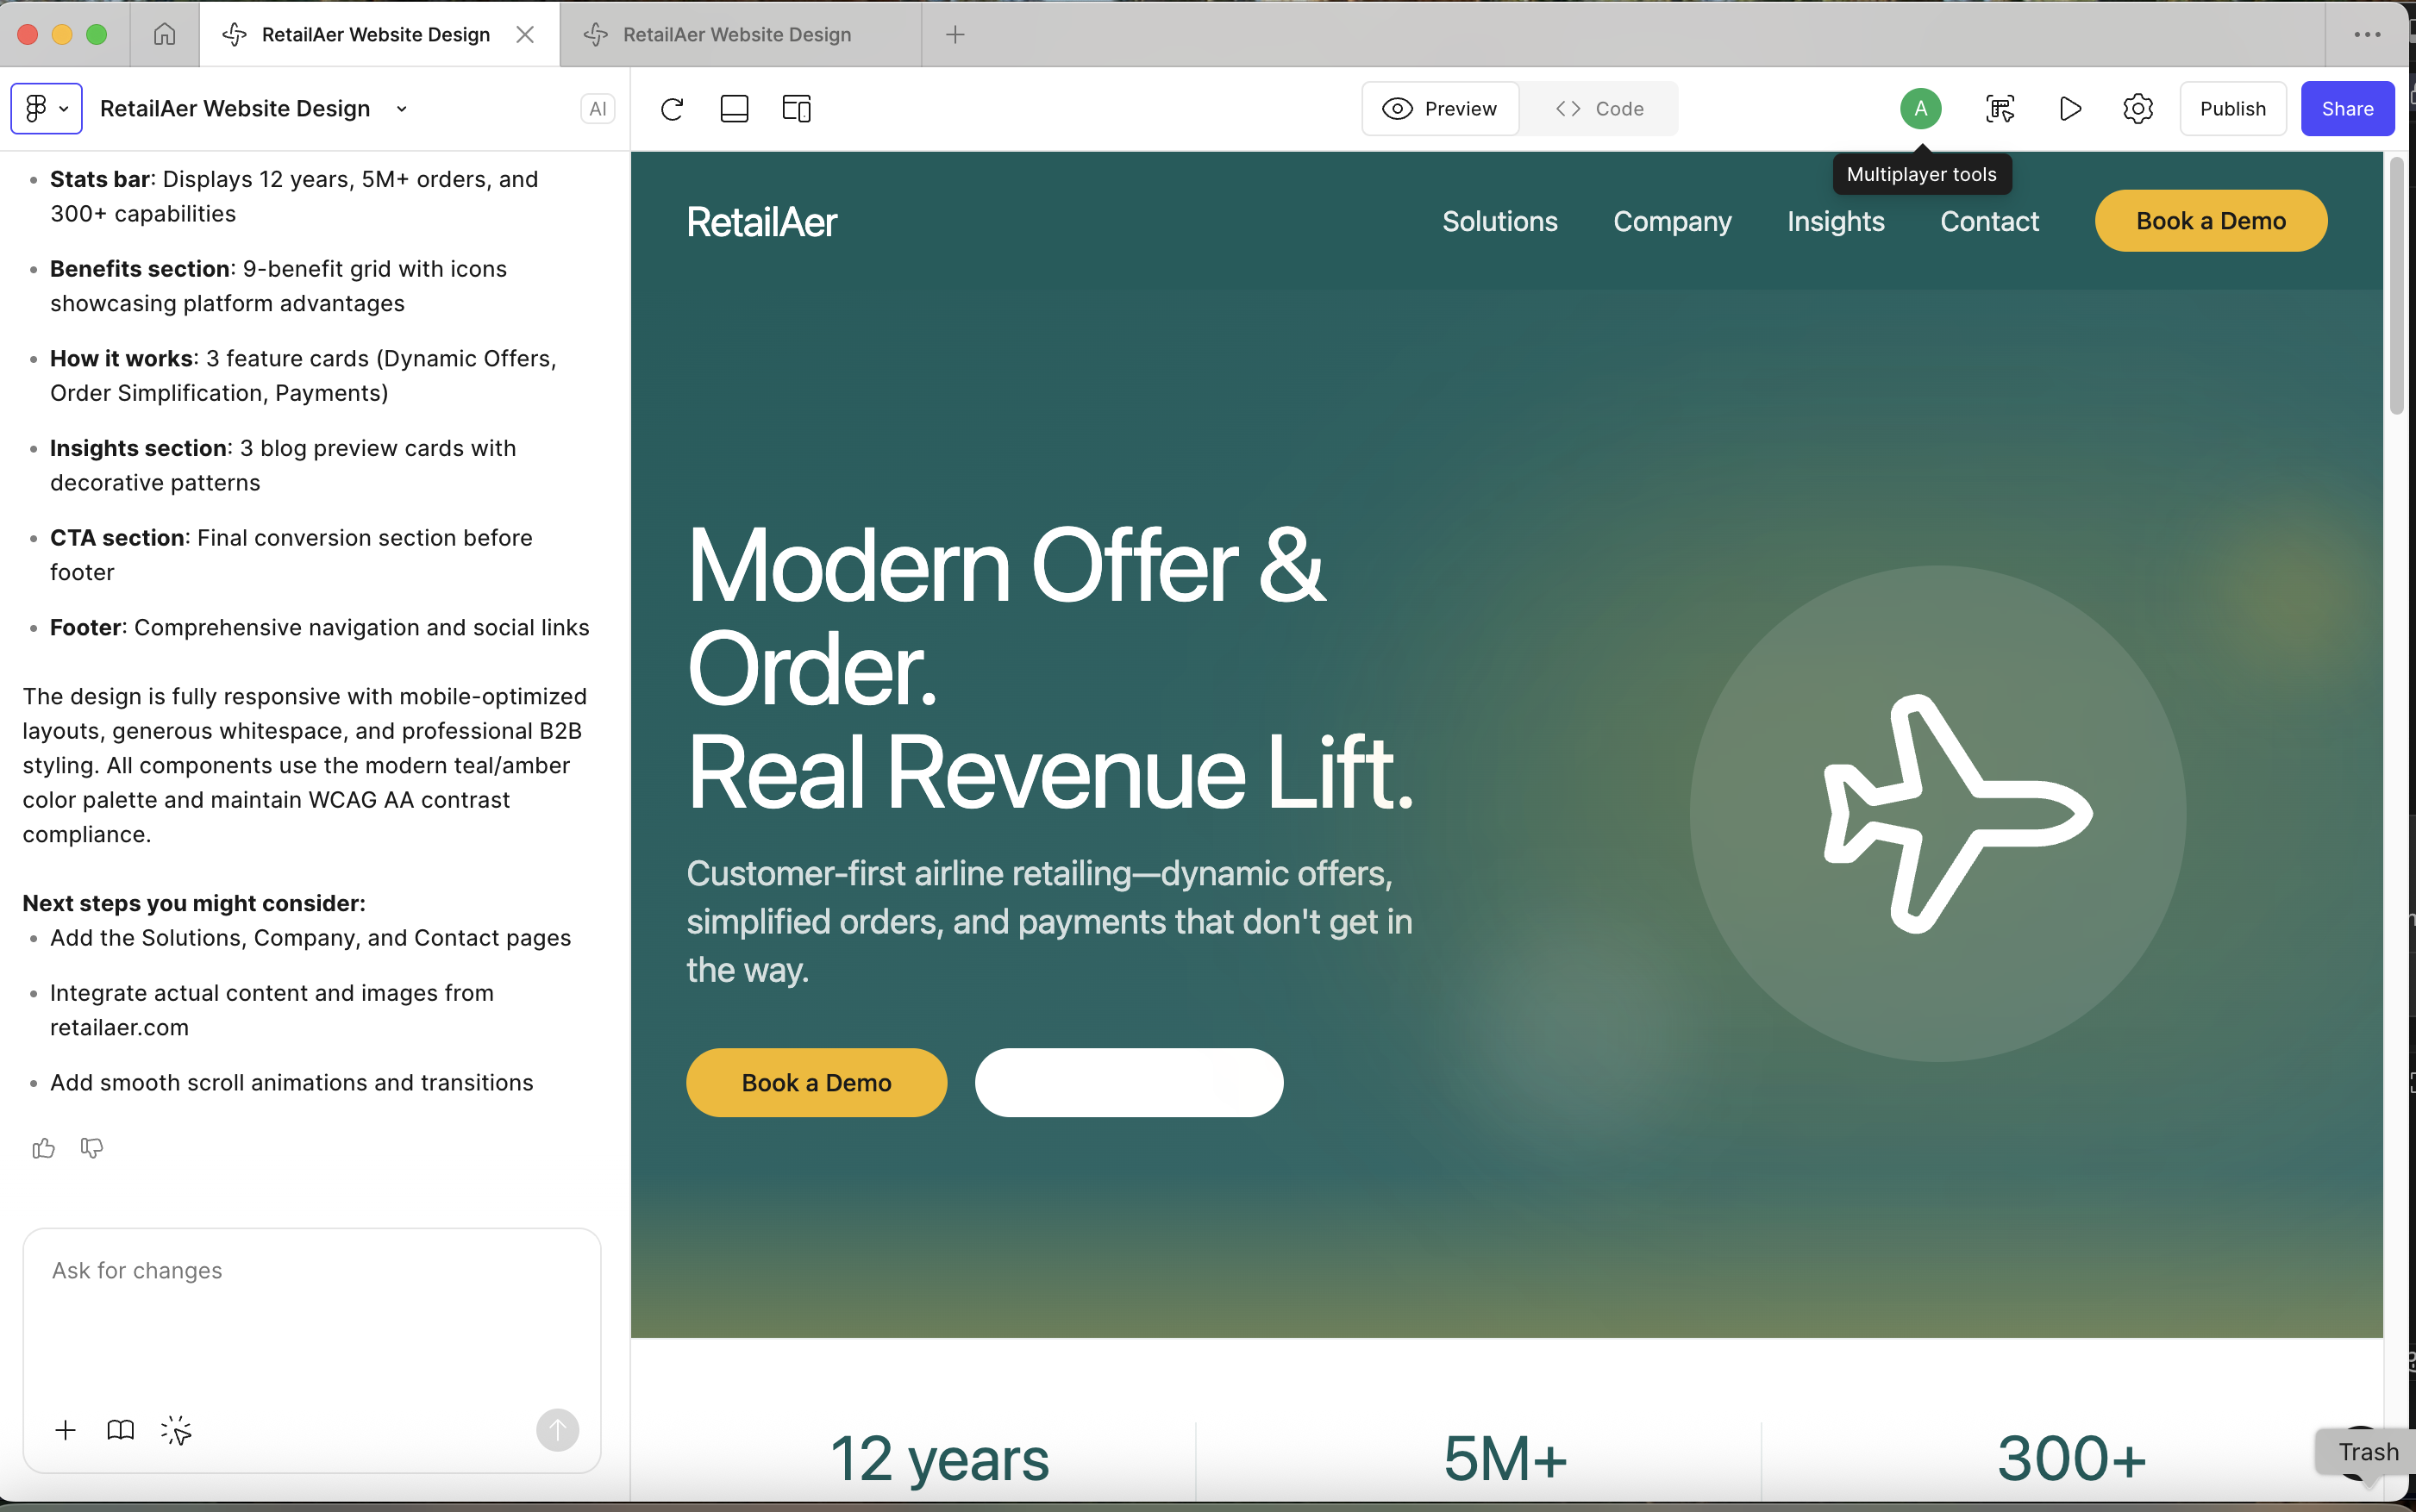 RetailAer Website Design
RetailAer Website Design
RetailAer Website Design
AI
Preview
Code
A
Publish
Share
Multiplayer tools
Stats bar: Displays 12 years, 5M+ orders, and
300+ capabilities
Benefits section: 9-benefit grid with icons
showcasing platform advantages
How it works: 3 feature cards (Dynamic Offers,
Order Simplification, Payments)
Insights section: 3 blog preview cards with
decorative patterns
CTA section: Final conversion section before
footer
Footer: Comprehensive navigation and social links
The design is fully responsive with mobile-optimized
layouts, generous whitespace, and professional B2B
styling. All components use the modern teal/amber
color palette and maintain WCAG AA contrast
compliance.
Next steps you might consider:
Add the Solutions, Company, and Contact pages
Integrate actual content and images from
retailaer.com
Add smooth scroll animations and transitions
Ask for changes
RetailAer
Solutions
Company
Insights
Contact
Book a Demo
Modern Offer &
Order.
Real Revenue Lift.
Customer-first airline retailing—dynamic offers,
simplified orders, and payments that don't get in
the way.
Book a Demo
12 years
5M+
300+
Trash